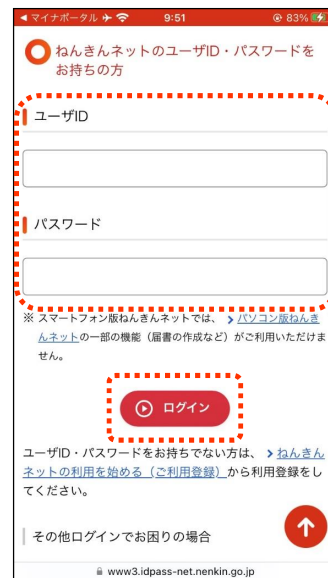 ◀ マイナポータル 9:51 83%
ねんきんネットのユーザID・パスワードを
お持ちの方
ユーザID
パスワード
※ スマートフォン版ねんきんネットでは、 > パソコン版ねんき
んネットの一部の機能（届書の作成など）がご利用いただけま
せん。
ログイン
ユーザID・パスワードをお持ちでない方は、 > ねんきん
ネットの利用を始める（ご利用登録）から利用登録をし
てください。
その他ログインでお困りの場合
www3.idpass-net.nenkin.go.jp